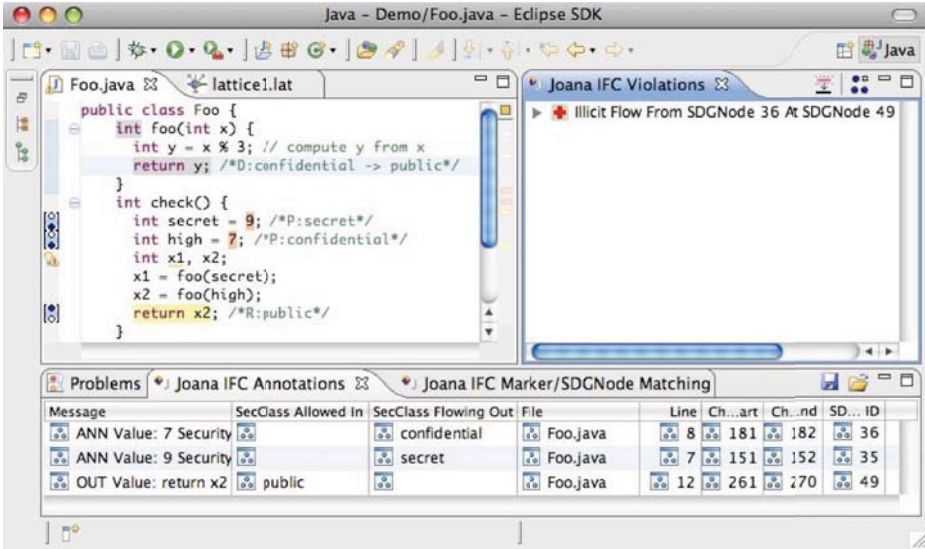 Java – Demo/Foo.java – Eclipse SDK
Java
Foo.java
lattice1.lat
public class Foo {
int foo(int x) {
int y = x % 3; // compute y from x
return y; /*D:confidential -> public*/
}
int check() {
int secret = 9; /*P:secret*/
int high = 7; /*P:confidential*/
int x1, x2;
x1 = foo(secret);
x2 = foo(high);
return x2; /*R:public*/
}
Joana IFC Violations
Illicit Flow From SDGNode 36 At SDGNode 49
Problems Joana IFC Annotations Joana IFC Marker/SDGNode Matching
Message SecClass Allowed In SecClass Flowing Out File Line Ch...art Ch...nd SD... ID
ANN Value: 7 Security confidential Foo.java 8 181 182 36
ANN Value: 9 Security secret Foo.java 7 151 152 35
OUT Value: return x2 public Foo.java 12 261 270 49